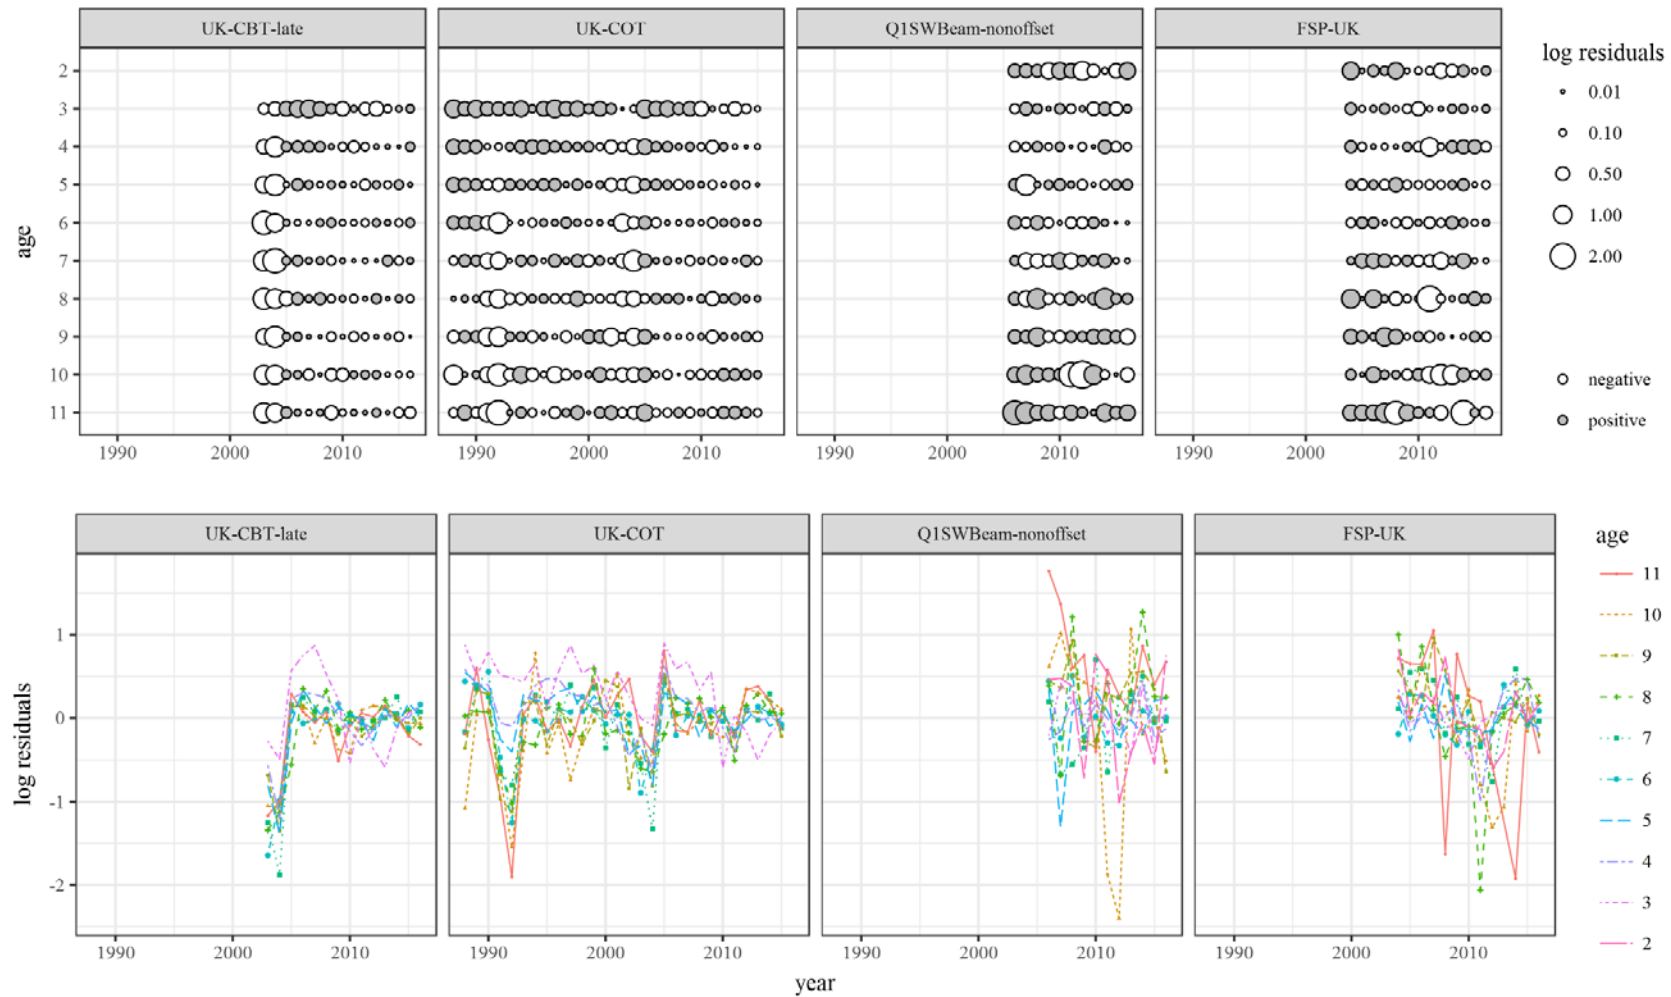 UK-CBT-late UK-COT Q1SWBeam-nonoffset FSP-UK
log residuals
0.01
0.10
0.50
1.00
2.00
negative
positive
age
2
3
4
5
6
7
8
9
10
11
1990 2000 2010 1990 2000 2010 1990 2000 2010 1990 2000 2010
UK-CBT-late UK-COT Q1SWBeam-nonoffset FSP-UK
age
11
10
9
8
7
6
5
4
3
2
log residuals
1
0
-1
-2
1990 2000 2010 1990 2000 2010 1990 2000 2010 1990 2000 2010
year